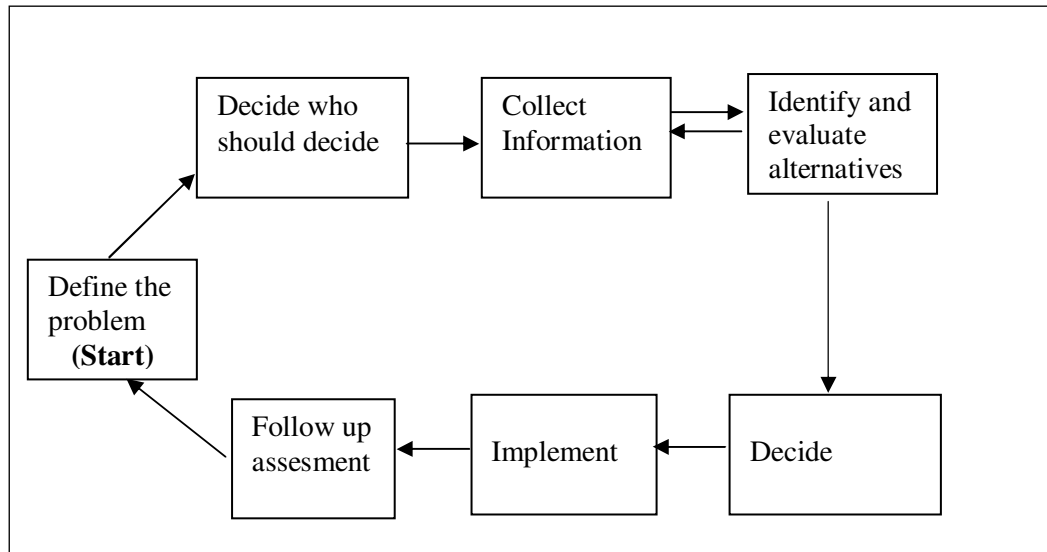 Decide who
should decide
Collect
Information
Identify and
evaluate
alternatives
Define the
problem
(Start)
Follow up
assesment
Implement
Decide